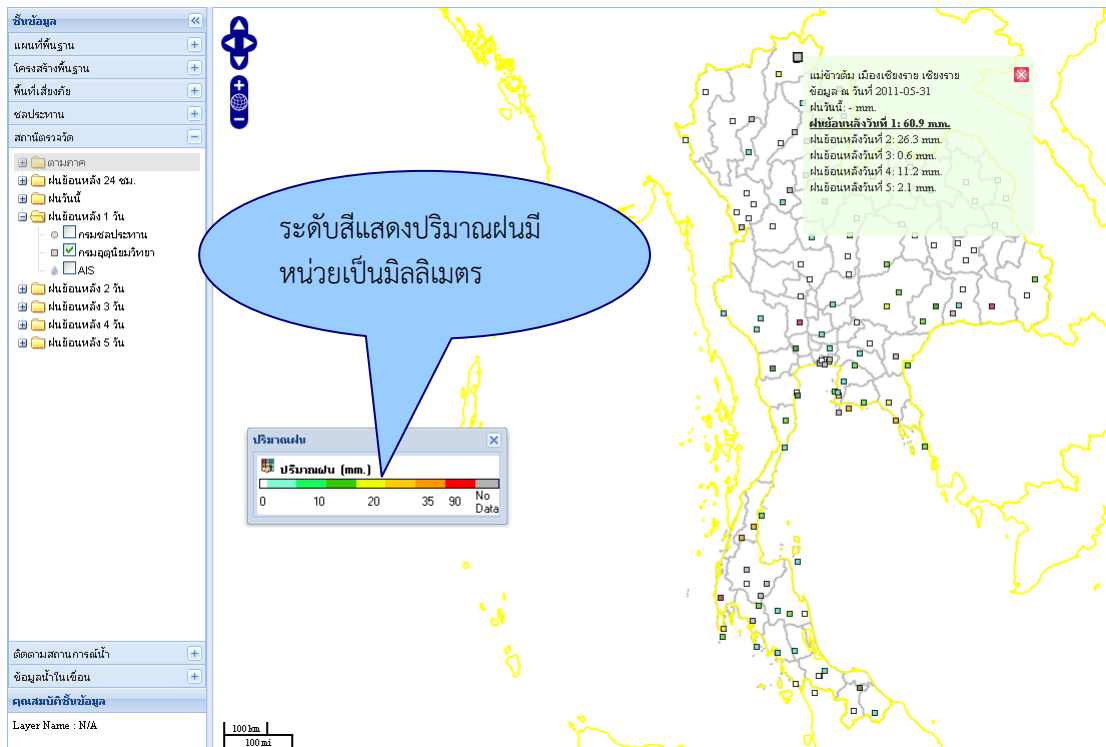 ชั้นข้อมูล
แผนที่พื้นฐาน
โครงสร้างพื้นฐาน
พื้นที่เสี่ยงภัย
ชลประทาน
สถานีตรวจวัด
ตามภาค
ฝนย้อนหลัง 24 ชม.
ฝนวันนี้
ฝนย้อนหลัง 1 วัน
กรมชลประทาน
กรมอุตุนิยมวิทยา
AIS
ฝนย้อนหลัง 2 วัน
ฝนย้อนหลัง 3 วัน
ฝนย้อนหลัง 4 วัน
ฝนย้อนหลัง 5 วัน
ติดตามสถานการณ์น้ำ
ข้อมูลน้ำในเขื่อน
คุณสมบัติชั้นข้อมูล
Layer Name : N/A
แม่ข้าวต้ม เมืองเชียงราย เชียงราย
ข้อมูล ณ วันที่ 2011-05-31
ฝนวันนี้: - mm.
ฝนย้อนหลังวันที่ 1: 60.9 mm.
ฝนย้อนหลังวันที่ 2: 26.3 mm.
ฝนย้อนหลังวันที่ 3: 0.6 mm.
ฝนย้อนหลังวันที่ 4: 11.2 mm.
ฝนย้อนหลังวันที่ 5: 2.1 mm.
ระดับสีแสดงปริมาณฝนมี
หน่วยเป็นมิลลิเมตร
ปริมาณฝน
ปริมาณฝน (mm.)
0 10 20 35 90 No Data
100 km
100 mi